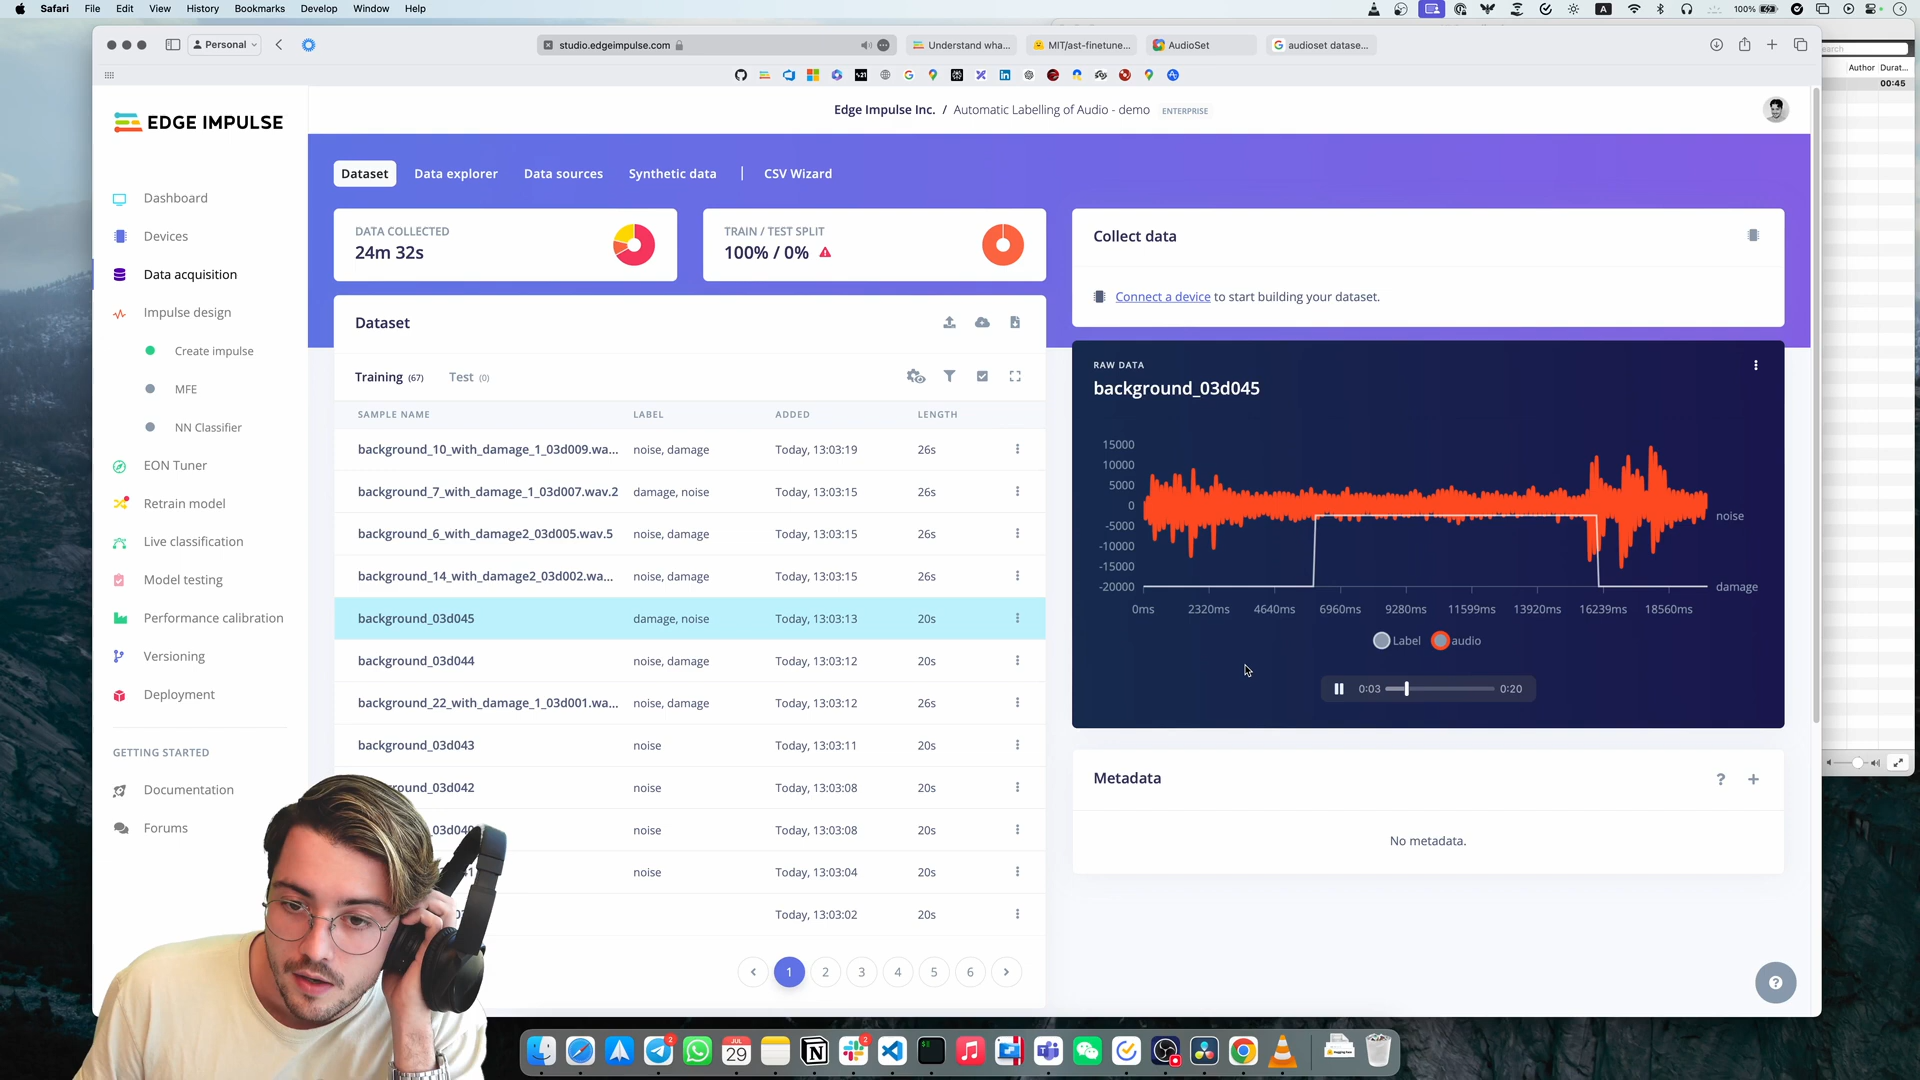 Safari File Edit View History Bookmarks Develop Window Help
A 100%
Personal
studio.edgeimpulse.com
Understand wha...
MIT/ast-finetune...
AudioSet
audioset datase...
Author Durat...
00:45
EDGE IMPULSE
Edge Impulse Inc. / Automatic Labelling of Audio - demo ENTERPRISE
Dashboard
Devices
Data acquisition
Impulse design
Create impulse
MFE
NN Classifier
EON Tuner
Retrain model
Live classification
Model testing
Performance calibration
Versioning
Deployment
GETTING STARTED
Documentation
Forums
Dataset Data explorer Data sources Synthetic data | CSV Wizard
DATA COLLECTED
24m 32s
TRAIN / TEST SPLIT
100% / 0%
Dataset
Training (67) Test (0)
SAMPLE NAME LABEL ADDED LENGTH
background_10_with_damage_1_03d009.wa... noise, damage Today, 13:03:19 26s
background_7_with_damage_1_03d007.wav.2 damage, noise Today, 13:03:15 26s
background_6_with_damage2_03d005.wav.5 noise, damage Today, 13:03:15 26s
background_14_with_damage2_03d002.wa... noise, damage Today, 13:03:15 26s
background_03d045 damage, noise Today, 13:03:13 20s
background_03d044 noise, damage Today, 13:03:12 20s
background_22_with_damage_1_03d001.wa... noise, damage Today, 13:03:12 26s
background_03d043 noise Today, 13:03:11 20s
round_03d042 noise Today, 13:03:08 20s
_03d040 noise Today, 13:03:08 20s
noise Today, 13:03:04 20s
Today, 13:03:02 20s
1 2 3 4 5 6
Collect data
Connect a device to start building your dataset.
RAW DATA
background_03d045
15000
10000
5000
0
-5000
-10000
-15000
-20000
noise
damage
0ms 2320ms 4640ms 6960ms 9280ms 11599ms 13920ms 16239ms 18560ms
Label audio
0:03 0:20
Metadata ? +
No metadata.
?
2
JUL
29
2